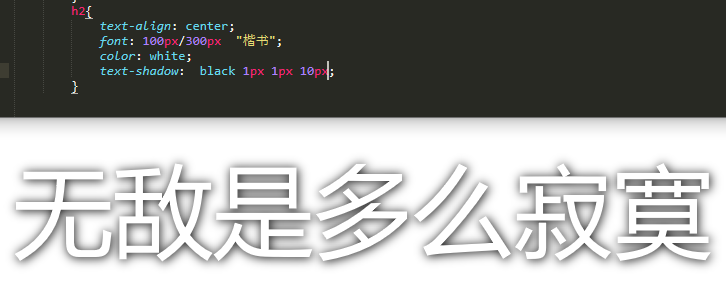 }
h2{
text-align: center;
font: 100px/300px "楷书";
color: white;
text-shadow: black 1px 1px 10px;
}
无敌是多么寂寞